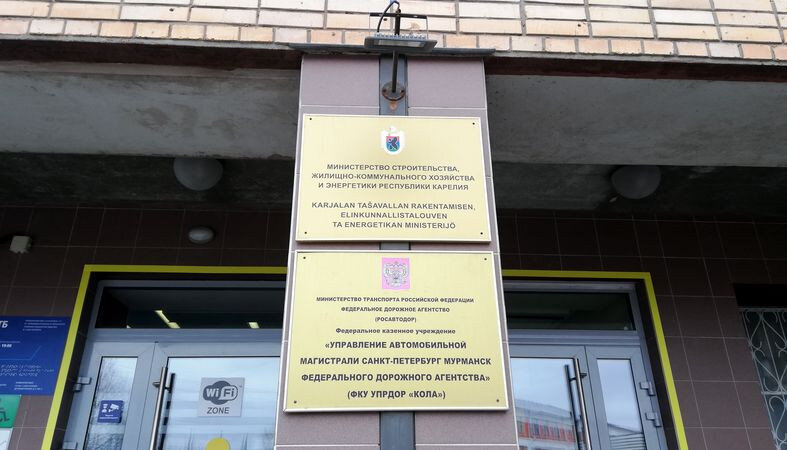 МИНИСТЕРСТВО СТРОИТЕЛЬСТВА,
ЖИЛИЩНО-КОММУНАЛЬНОГО ХОЗЯЙСТВА
И ЭНЕРГЕТИКИ РЕСПУБЛИКИ КАРЕЛИЯ
KARJALAN TAŠAVALLAN RAKENTAMISEN,
ELINKUNNALLISTALOUVEN
TA ENERGETIKAN MINISTERIJÖ
МИНИСТЕРСТВО ТРАНСПОРТА РОССИЙСКОЙ ФЕДЕРАЦИИ
ФЕДЕРАЛЬНОЕ ДОРОЖНОЕ АГЕНТСТВО
(РОСАВТОДОР)
Федеральное казенное учреждение
«УПРАВЛЕНИЕ АВТОМОБИЛЬНОЙ
МАГИСТРАЛИ САНКТ-ПЕТЕРБУРГ МУРМАНСК
ФЕДЕРАЛЬНОГО ДОРОЖНОГО АГЕНТСТВА»
(ФКУ УПРДОР «КОЛА»)
WiFi
ZONE